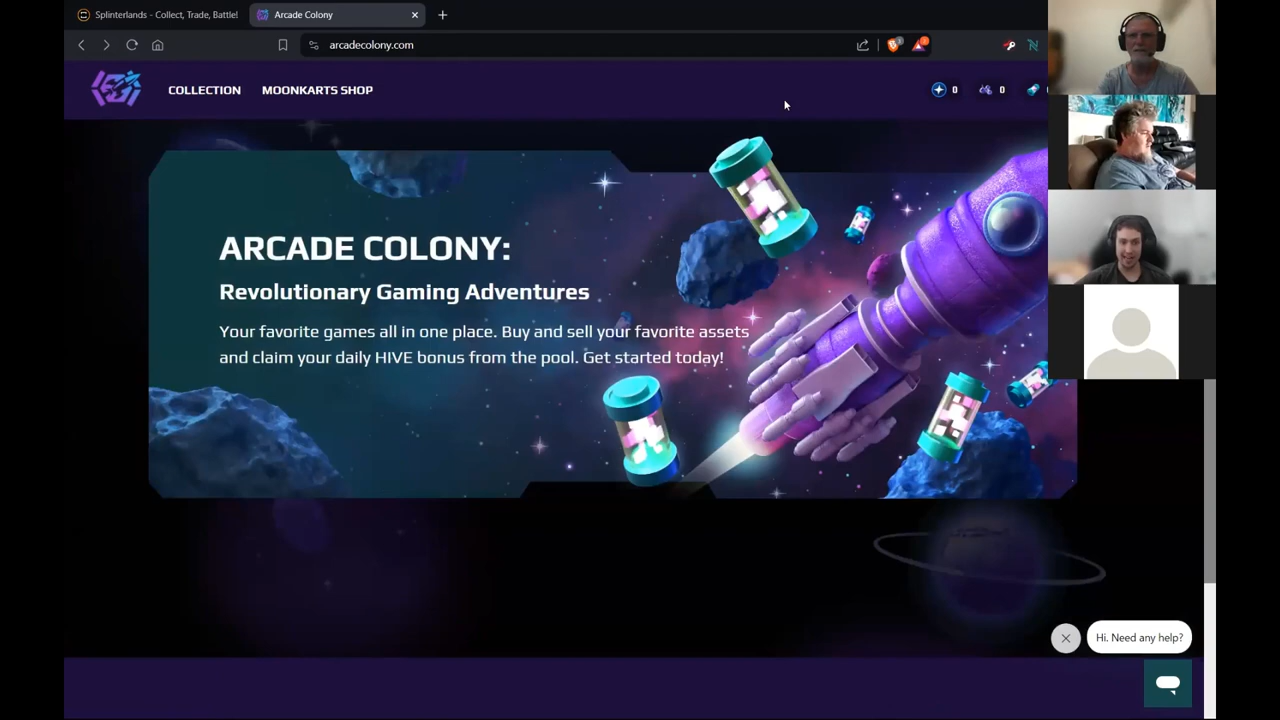 Splinterlands - Collect, Trade, Battle!
Arcade Colony
arcadecolony.com
COLLECTION
MOONKARTS SHOP
0
0
ARCADE COLONY:
Revolutionary Gaming Adventures
Your favorite games all in one place. Buy and sell your favorite assets
and claim your daily HIVE bonus from the pool. Get started today!
Hi. Need any help?